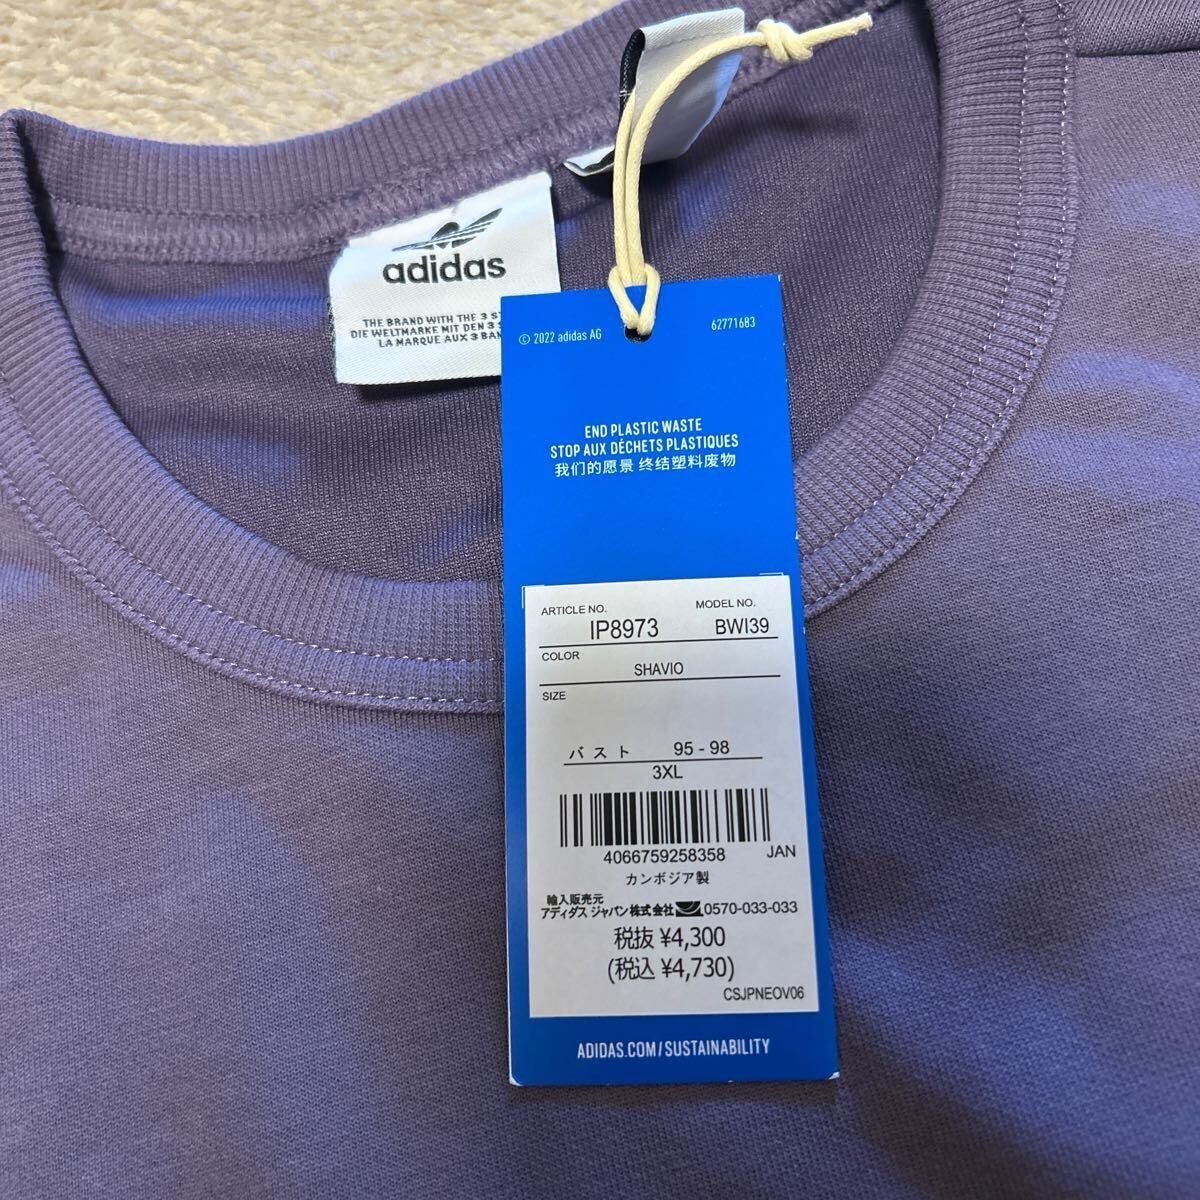 adidas
THE BRAND WITH THE 3
DIE WELTMARKE MIT DEN 3
LA MARQUE AUX 3
© 2022 adidas AG
62771683
END PLASTIC WASTE
STOP AUX DÉCHETS PLASTIQUES
我们的愿景 终结塑料废物
ARTICLE NO. MODEL NO.
IP8973 BWI39
COLOR
SHAVIO
SIZE
バスト 95 - 98
3XL
4066759258358 JAN
カンボジア製
輸入販売元
アディダス ジャパン株式会社 0570-033-033
税抜 ¥4,300
(税込 ¥4,730)
CSJPNEOV06
ADIDAS.COM/SUSTAINABILITY